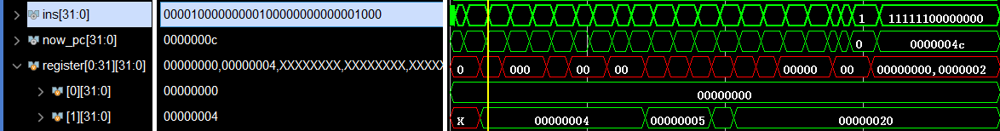 ins[31:0] 00001000000000100000000000001000 1 11111100000000
now_pc[31:0] 0000000c 0 0000004c
register[0:31][31:0] 00000000,00000004,XXXXXXXX,XXXXXXXX,XXXXX 0 000 00 00 00000 00 00000000,0000002
[0][31:0] 00000000 00000000
[1][31:0] 00000004 X 00000004 00000005 00000020